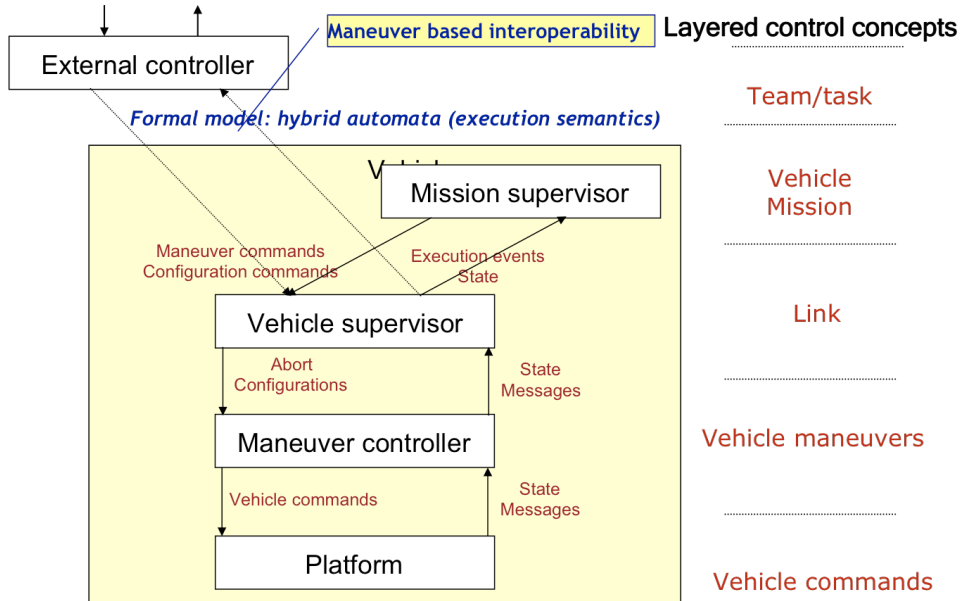 Maneuver based interoperability
Layered control concepts
External controller
Team/task
Formal model: hybrid automata (execution semantics)
Mission supervisor
Vehicle
Mission
Maneuver commands
Configuration commands
Execution events
State
Vehicle supervisor
Link
Abort
Configurations
State
Messages
Maneuver controller
Vehicle maneuvers
Vehicle commands
State
Messages
Platform
Vehicle commands